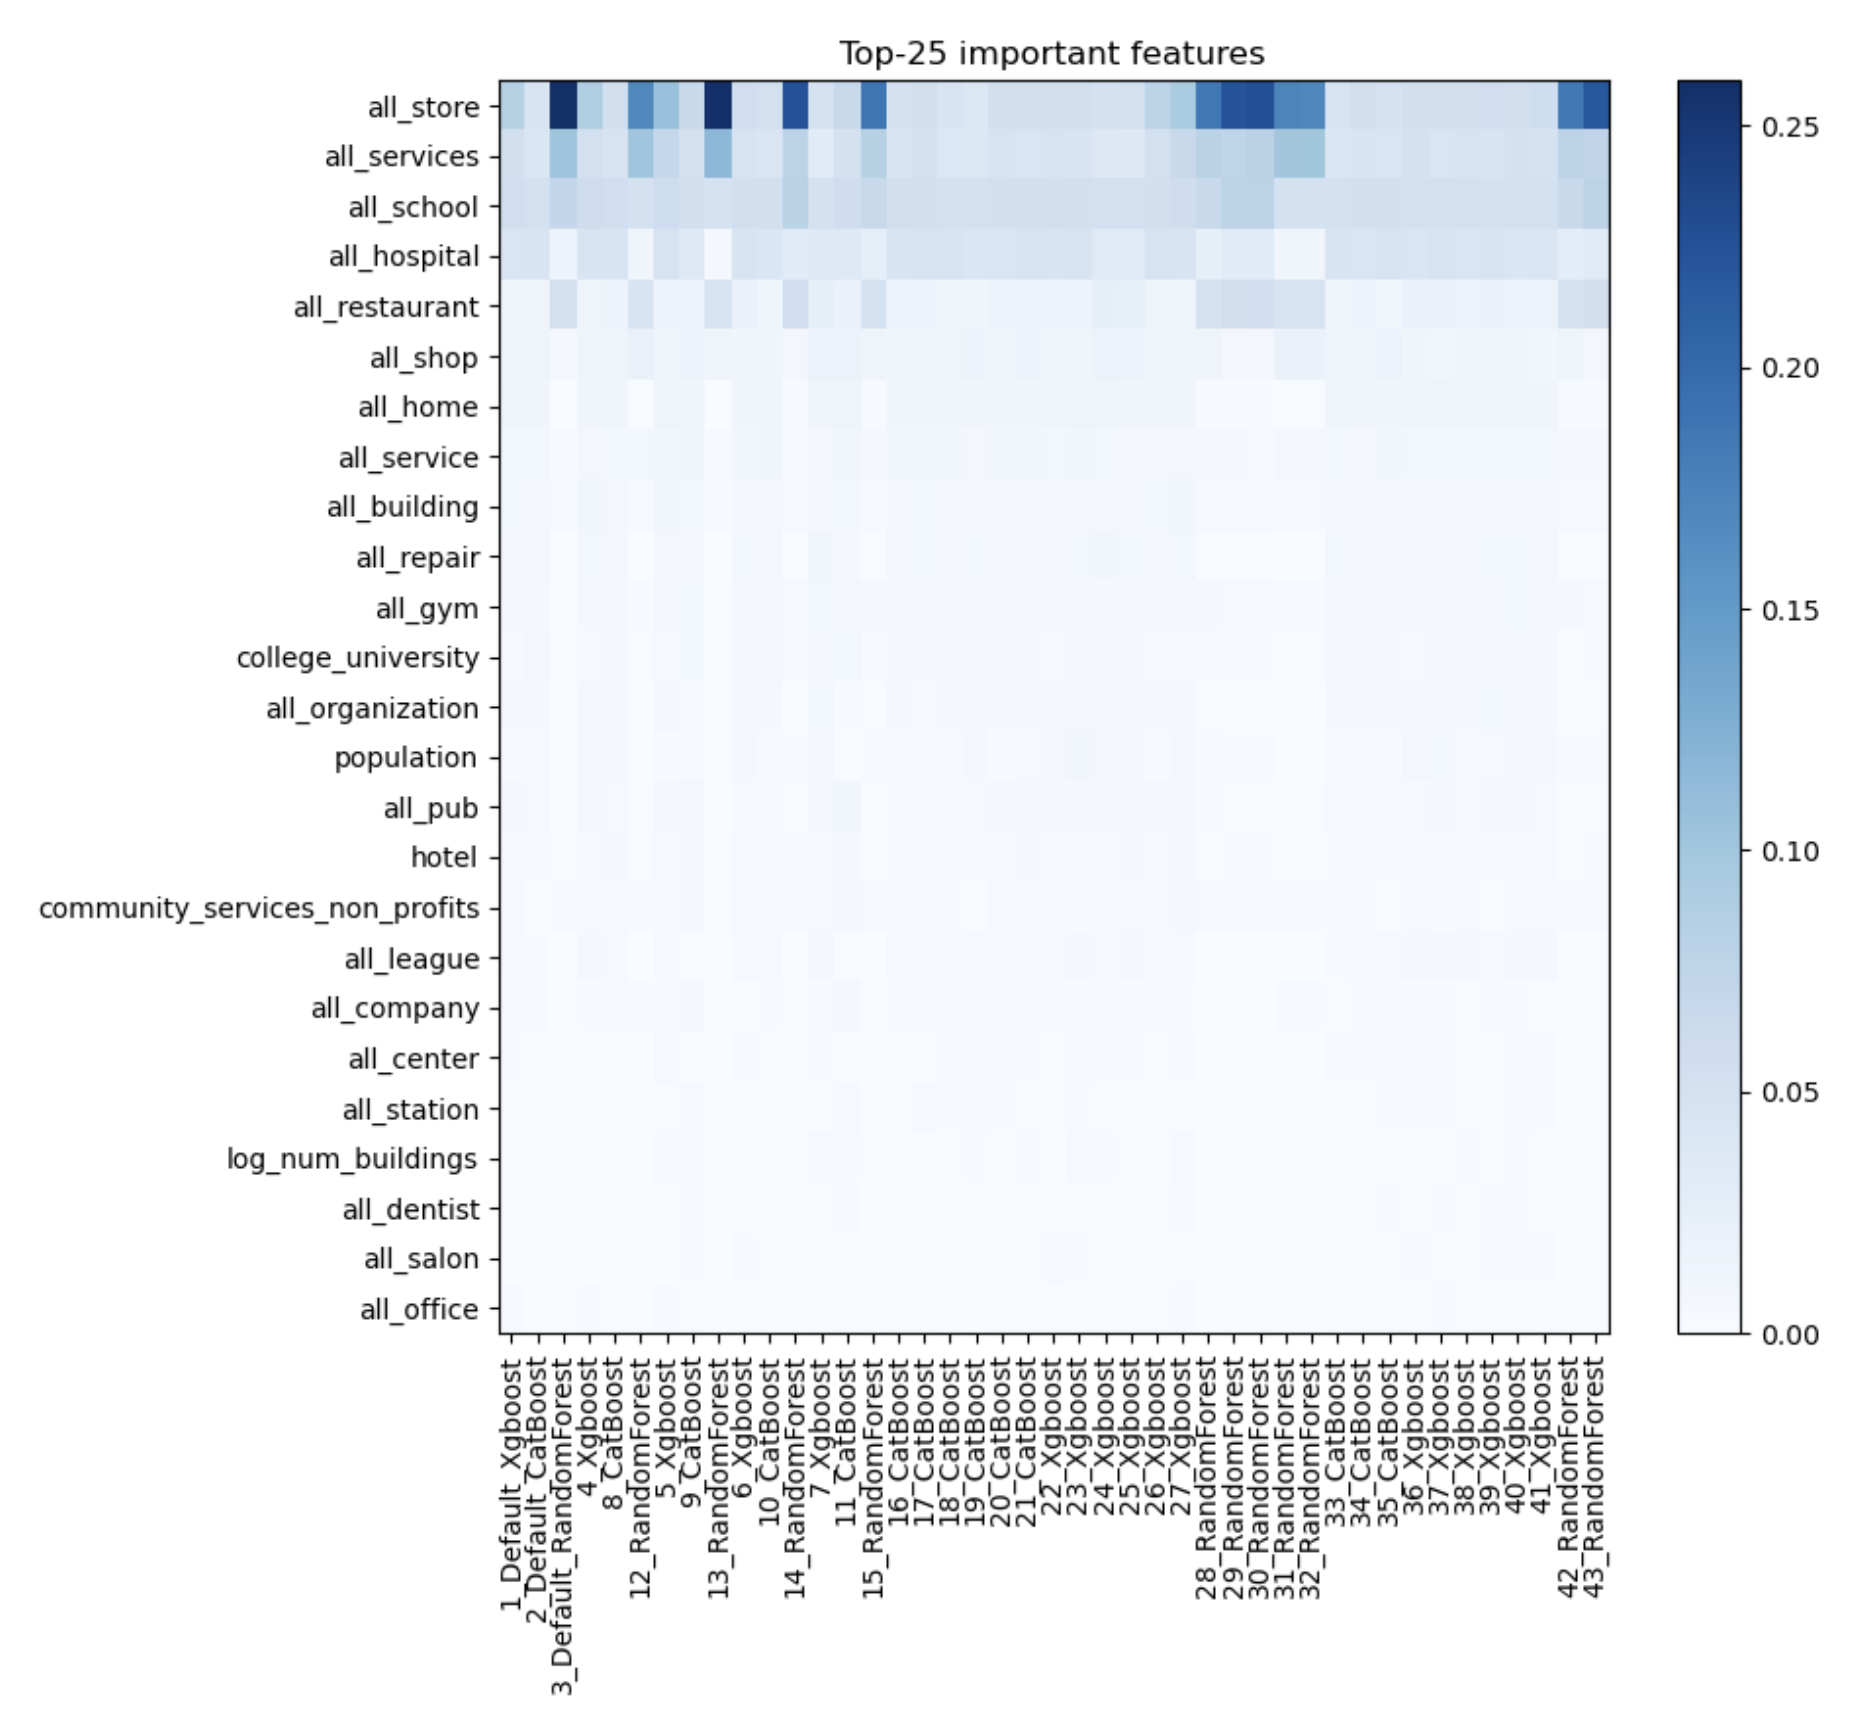 Top-25 important features
all_store
all_services
all_school
all_hospital
all_restaurant
all_shop
all_home
all_service
all_building
all_repair
all_gym
college_university
all_organization
population
all_pub
hotel
community_services_non_profits
all_league
all_company
all_center
all_station
log_num_buildings
all_dentist
all_salon
all_office
1_Default_Xgboost
2_Default_CatBoost
3_Default_RandomForest
4_Xgboost
8_CatBoost
12_RandomForest
5_Xgboost
9_CatBoost
13_RandomForest
6_Xgboost
10_CatBoost
14_RandomForest
7_Xgboost
11_CatBoost
15_RandomForest
16_CatBoost
17_CatBoost
18_CatBoost
19_CatBoost
20_CatBoost
21_CatBoost
22_Xgboost
23_Xgboost
24_Xgboost
25_Xgboost
26_Xgboost
27_Xgboost
28_RandomForest
29_RandomForest
30_RandomForest
31_RandomForest
32_RandomForest
33_CatBoost
34_CatBoost
35_CatBoost
36_Xgboost
37_Xgboost
38_Xgboost
39_Xgboost
40_Xgboost
41_Xgboost
42_RandomForest
43_RandomForest
0.25
0.20
0.15
0.10
0.05
0.00